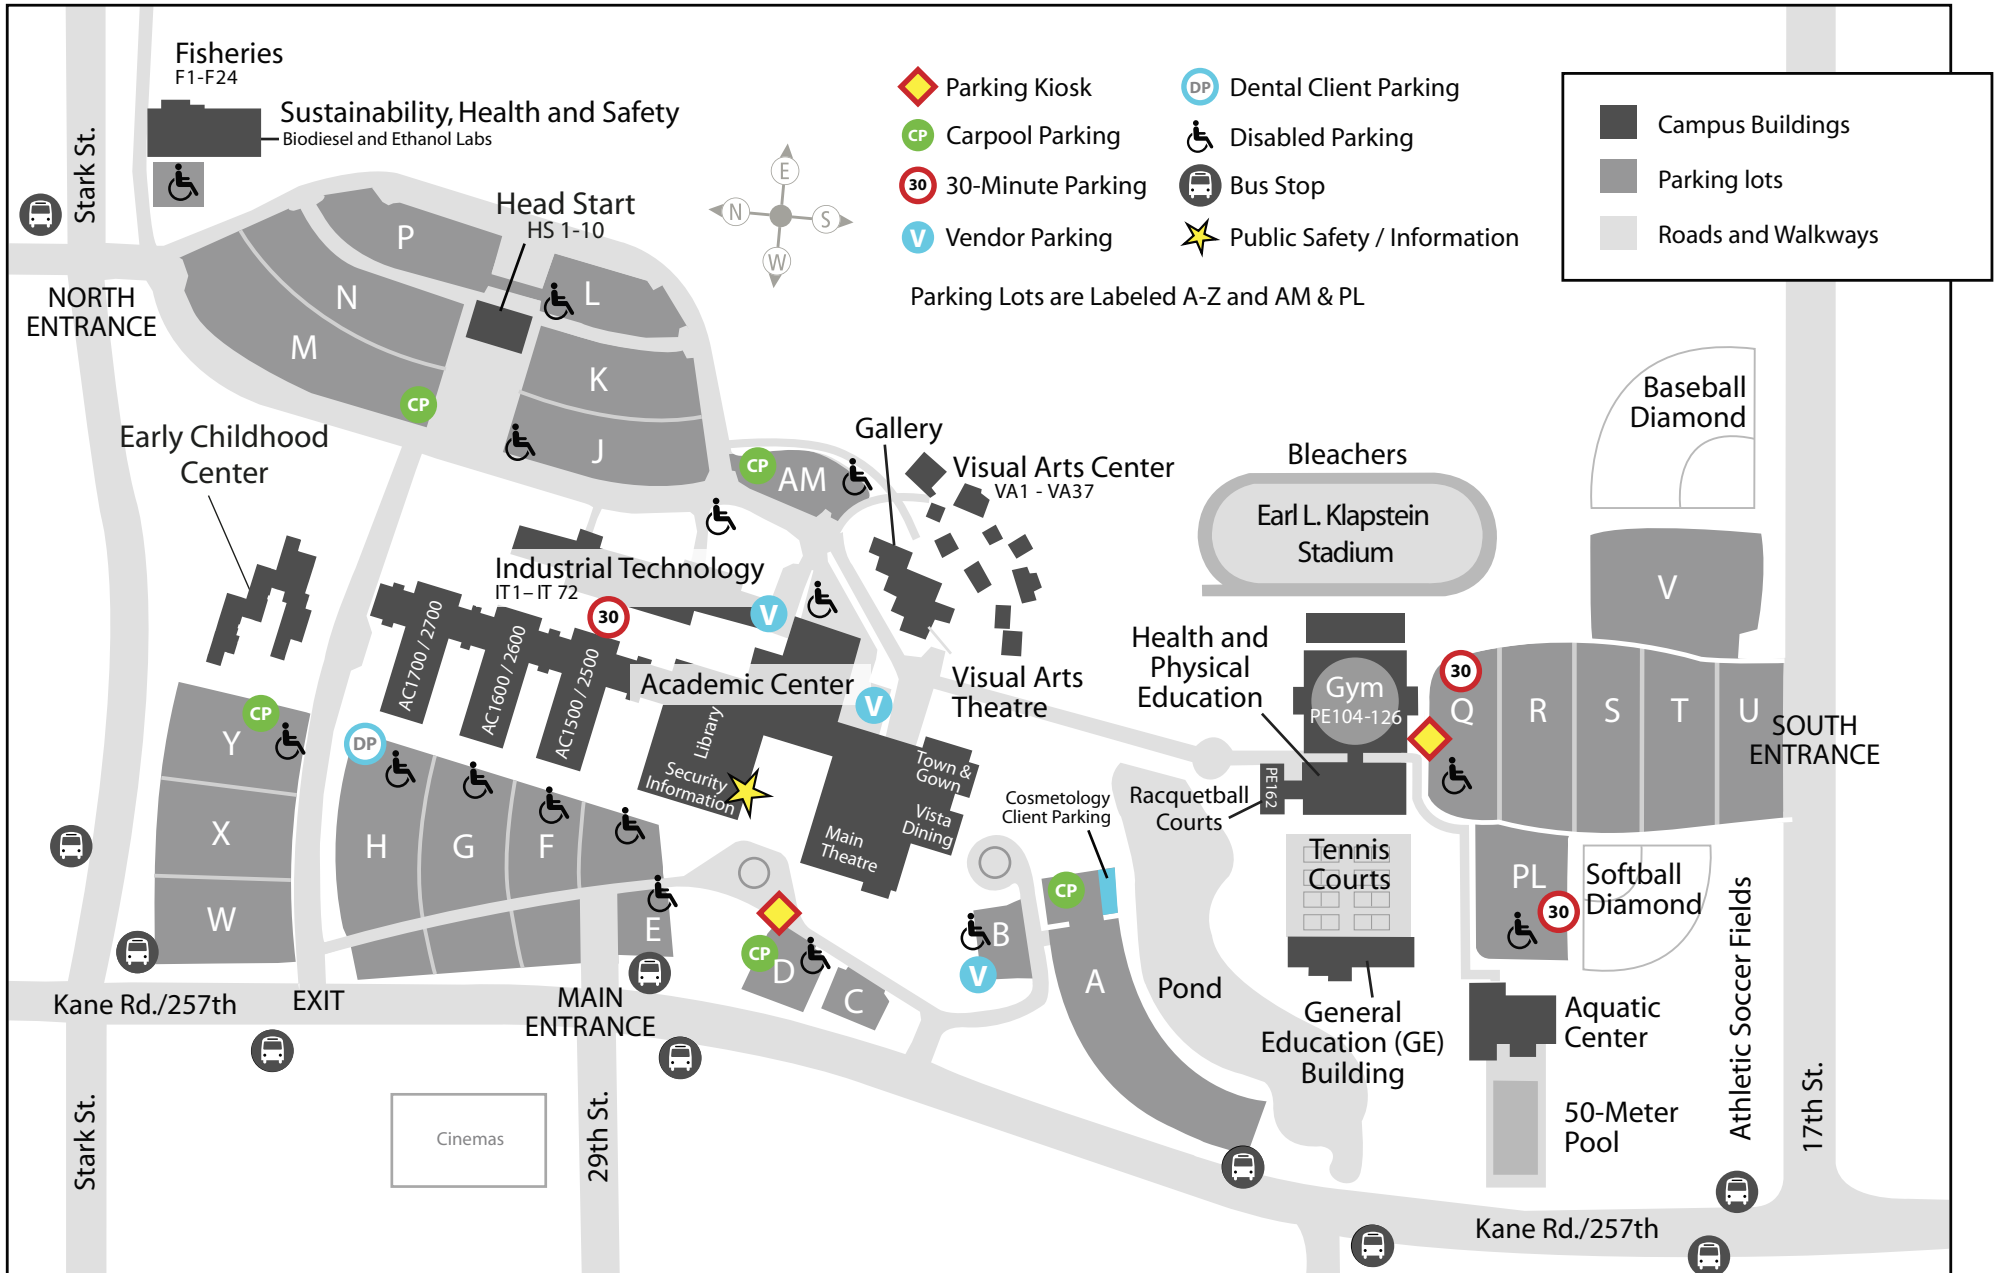 Fisheries
F1-F24
Sustainability, Health and Safety
Biodiesel and Ethanol Labs
Stark St.
NORTH
ENTRANCE
Head Start
HS 1-10
P
L
N
M
K
J
CP
E
N
S
W
Parking Kiosk
CP Carpool Parking
30 30-Minute Parking
V Vendor Parking
DP Dental Client Parking
Disabled Parking
Bus Stop
Public Safety / Information
Parking Lots are Labeled A-Z and AM & PL
Campus Buildings
Parking lots
Roads and Walkways
Early Childhood
Center
CP
AM
Gallery
Visual Arts Center
VA1 - VA37
Bleachers
Earl L. Klapstein
Stadium
Baseball
Diamond
V
Industrial Technology
IT1– IT 72
30
V
AC1700 / 2700
AC1600 / 2600
AC1500 / 2500
Academic Center
V
Library
Security
Information
Visual Arts
Theatre
Town &
Gown
Vista
Dining
Main
Theatre
Health and
Physical
Education
Gym
PE104-126
30
Q
R
S
T
U
SOUTH
ENTRANCE
PE162
Racquetball
Courts
Cosmetology
Client Parking
Tennis
Courts
PL
30
Softball
Diamond
CP
Y
X
W
DP
H
G
F
E
CP
D
C
B
V
CP
A
Pond
General
Education (GE)
Building
Aquatic
Center
50-Meter
Pool
Athletic Soccer Fields
17th St.
Kane Rd./257th
EXIT
MAIN
ENTRANCE
Stark St.
Cinemas
29th St.
Kane Rd./257th